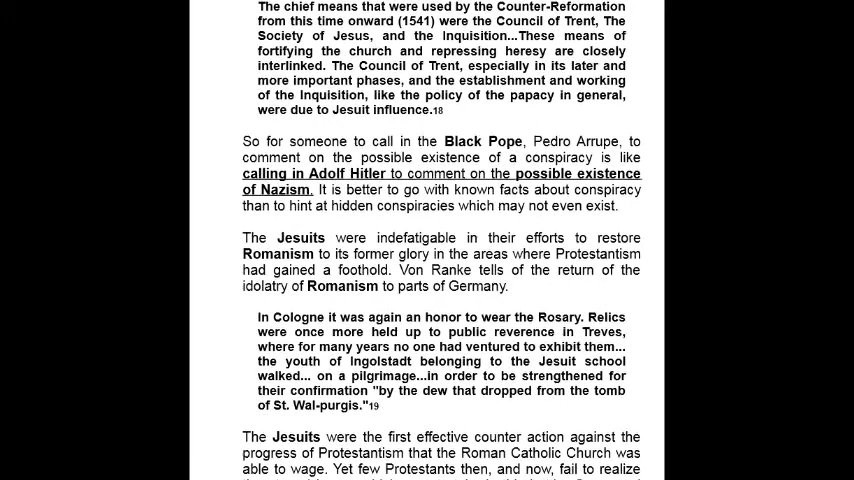 The chief means that were used by the Counter-Reformation
from this time onward (1541) were the Council of Trent, The
Society of Jesus, and the Inquisition...These means of
fortifying the church and repressing heresy are closely
interlinked. The Council of Trent, especially in its later and
more important phases, and the establishment and working
of the Inquisition, like the policy of the papacy in general,
were due to Jesuit influence.18
So for someone to call in the Black Pope, Pedro Arrupe, to
comment on the possible existence of a conspiracy is like
calling in Adolf Hitler to comment on the possible existence
of Nazism. It is better to go with known facts about conspiracy
than to hint at hidden conspiracies which may not even exist.
The Jesuits were indefatigable in their efforts to restore
Romanism to its former glory in the areas where Protestantism
had gained a foothold. Von Ranke tells of the return of the
idolatry of Romanism to parts of Germany.
In Cologne it was again an honor to wear the Rosary. Relics
were once more held up to public reverence in Treves,
where for many years no one had ventured to exhibit them...
the youth of Ingolstadt belonging to the Jesuit school
walked... on a pilgrimage...in order to be strengthened for
their confirmation "by the dew that dropped from the tomb
of St. Wal-purgis."19
The Jesuits were the first effective counter action against the
progress of Protestantism that the Roman Catholic Church was
able to wage. Yet few Protestants then, and now, fail to realize